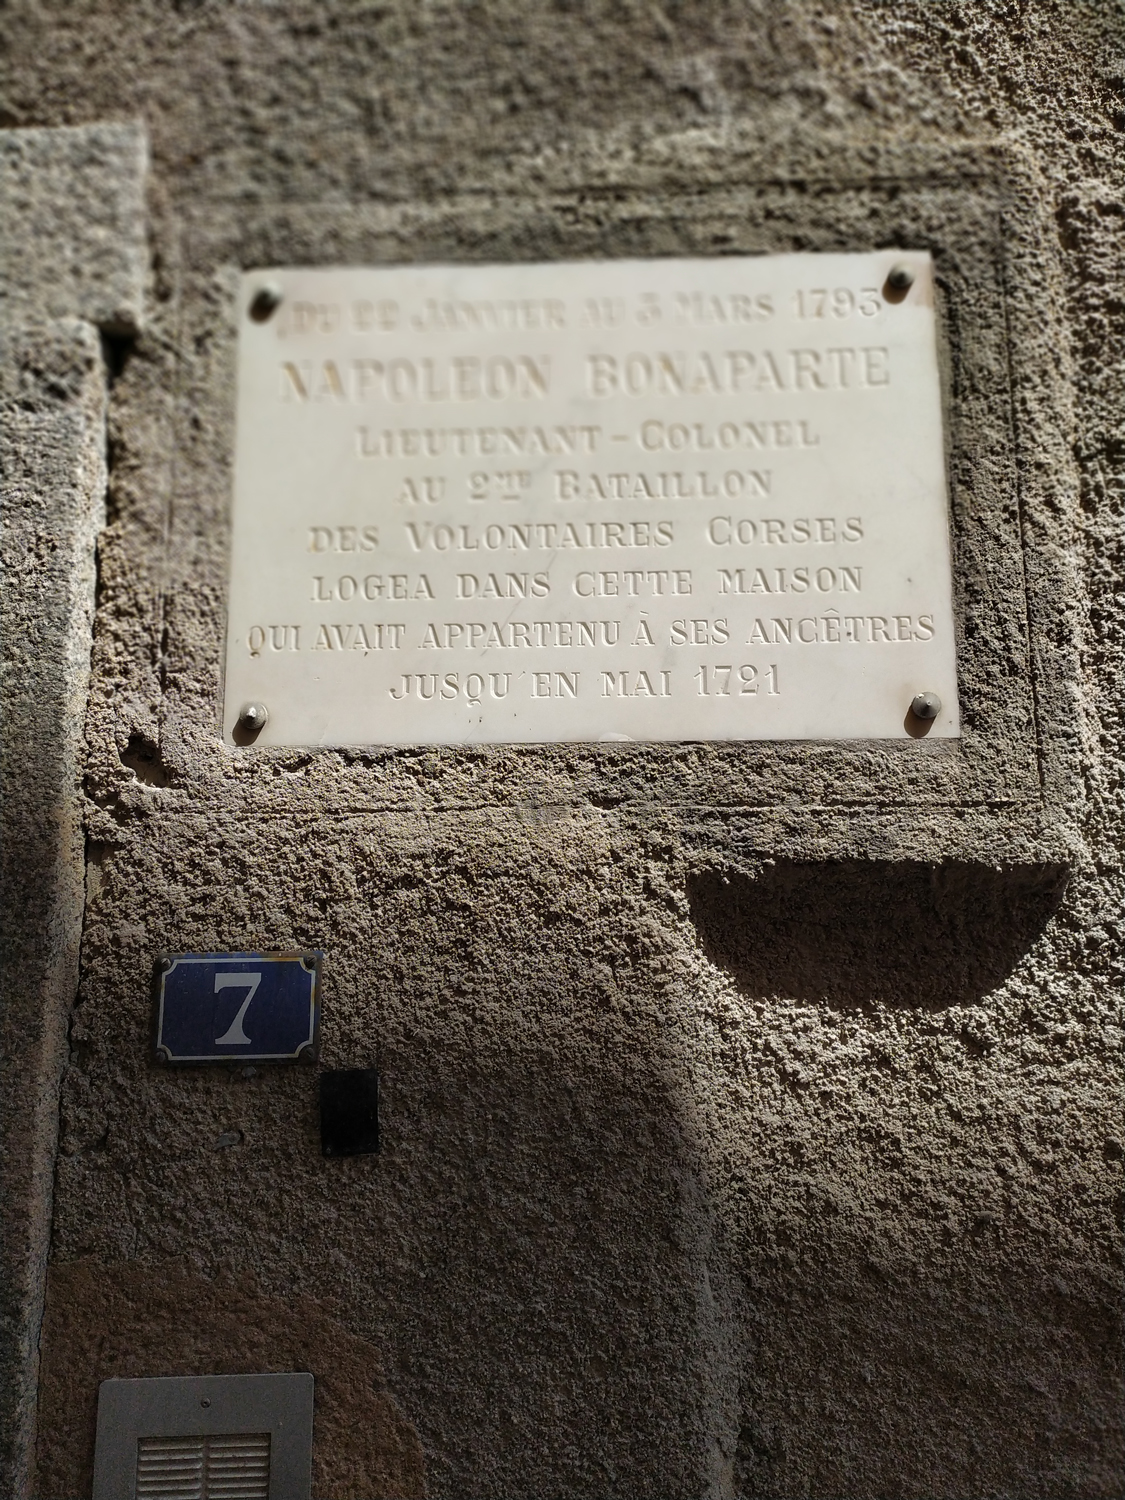 DU 22 JANVIER AU 3 MARS 1793
NAPOLEON BONAPARTE
LIEUTENANT-COLONEL
AU 2ME BATAILLON
DES VOLONTAIRES CORSES
LOGEA DANS CETTE MAISON
QUI AVAIT APPARTENU À SES ANCÊTRES
JUSQU'EN MAI 1721
7